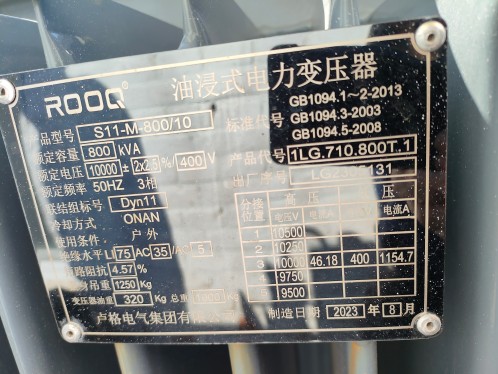 ROOQ® 油浸式电力变压器
产品型号 S11-M-800/10
标准代号 GB1094.1~2-2013
GB1094.3-2003
GB1094.5-2008
额定容量 800 kVA
额定电压 10000 ± 2x2.5 %/ 400 V
产品代号 1LG.710.800T.1
额定频率 50HZ 3相
出厂序号
联结组标号 Dyn11
冷却方式 ONAN
使用条件 户外
绝缘水平 LI 75 AC 35 /AC 5
短路阻抗 4.57%
器身吊重 1250 Kg
变压器油重 320 Kg 总重 Kg
分接位置 高压 压
电压V 电流A 电流A
1 10500
2 10250
3 10000 46.18 400 1154.7
9750
9500
卢格电气集团有限公司 制造日期 2023 年 8 月